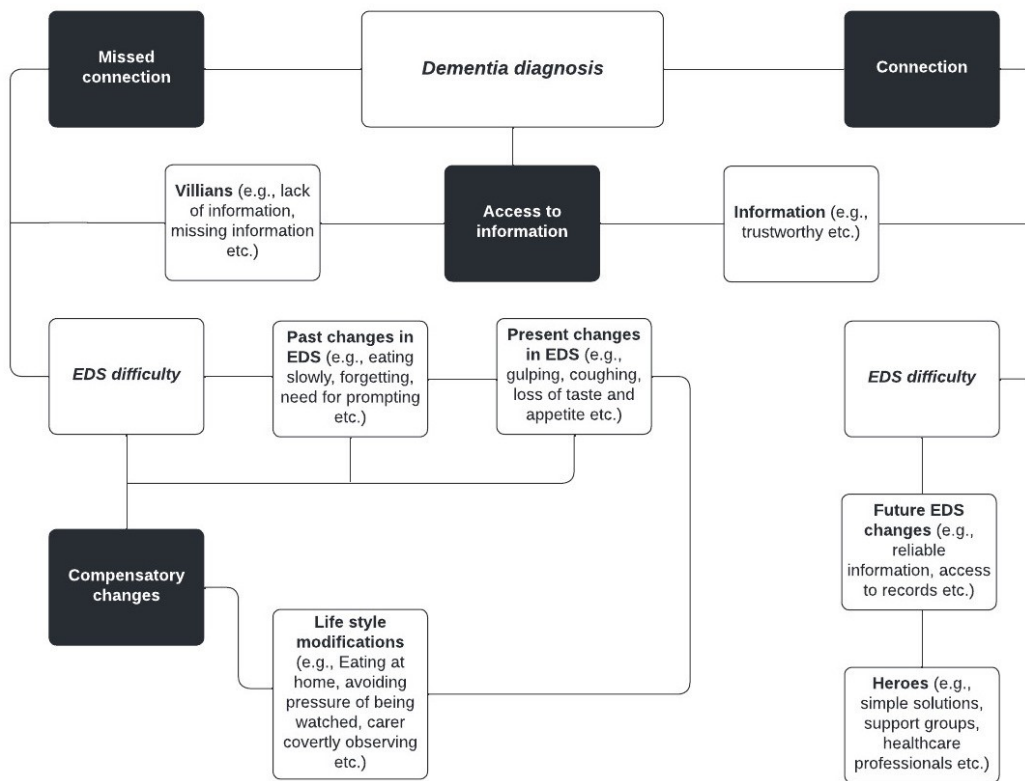 Missed
connection
Dementia diagnosis
Connection
Villians (e.g., lack
of information,
missing information
etc.)
Access to
information
Information (e.g.,
trustworthy etc.)
EDS difficulty
Past changes in
EDS (e.g., eating
slowly, forgetting,
need for prompting
etc.)
Present changes
in EDS (e.g.,
gulping, coughing,
loss of taste and
appetite etc.)
EDS difficulty
Compensatory
changes
Life style
modifications
(e.g., Eating at
home, avoiding
pressure of being
watched, carer
covertly observing
etc.)
Future EDS
changes (e.g.,
reliable
information, access
to records etc.)
Heroes (e.g.,
simple solutions,
support groups,
healthcare
professionals etc.)